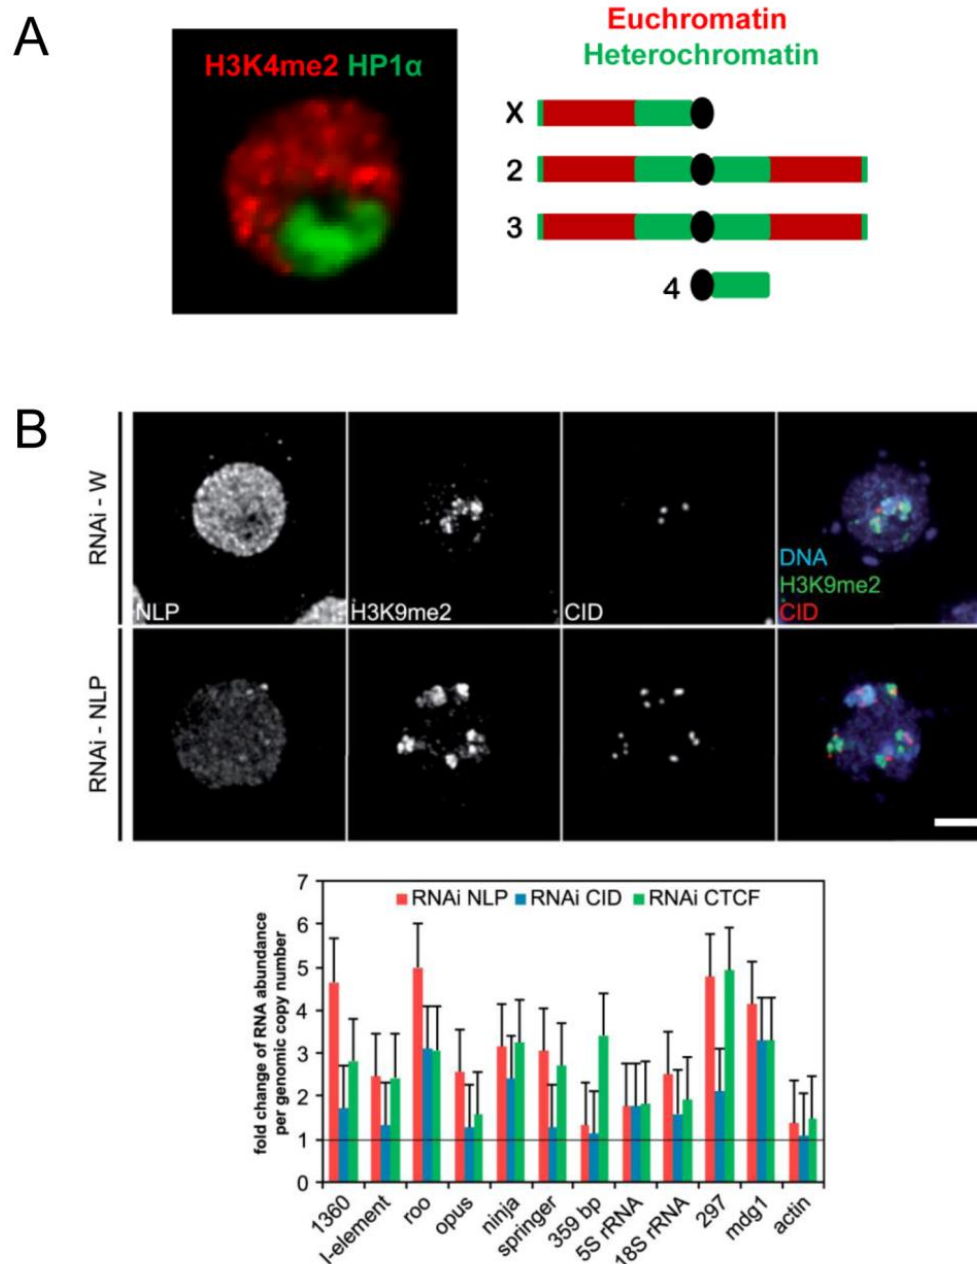 A
H3K4me2 HP1α
Euchromatin
Heterochromatin
X
2
3
4
B
RNAi - W
NLP
H3K9me2
CID
DNA
H3K9me2
CID
RNAi - NLP
7
6
5
4
3
2
1
0
fold change of RNA abundance
per genomic copy number
RNAi NLP RNAi CID RNAi CTCF
1360
I-element
roo
opus
ninja
springer
359 bp
5S rRNA
18S rRNA
297
mdg1
actin